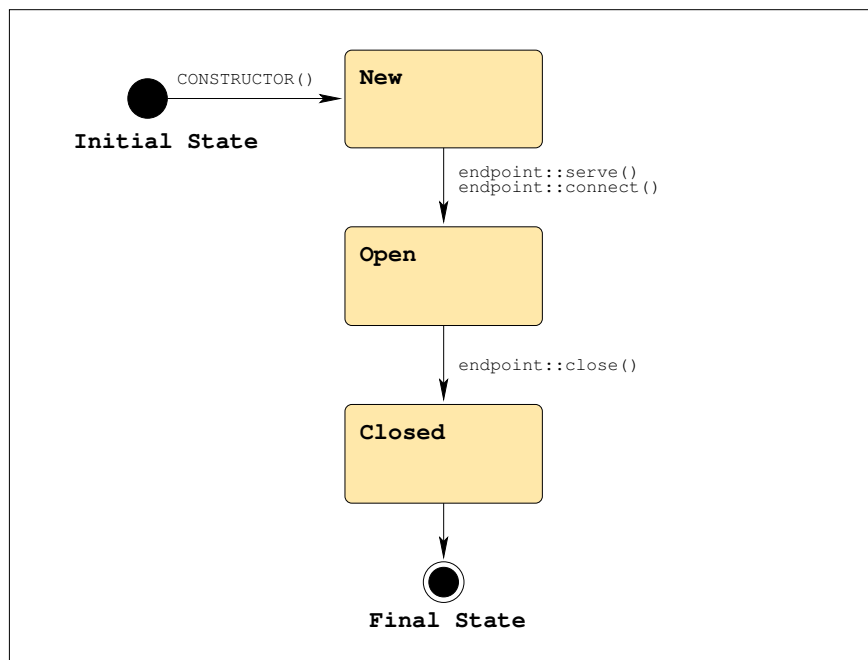 CONSTRUCTOR()
New
Initial State
endpoint::serve()
endpoint::connect()
Open
endpoint::close()
Closed
Final State